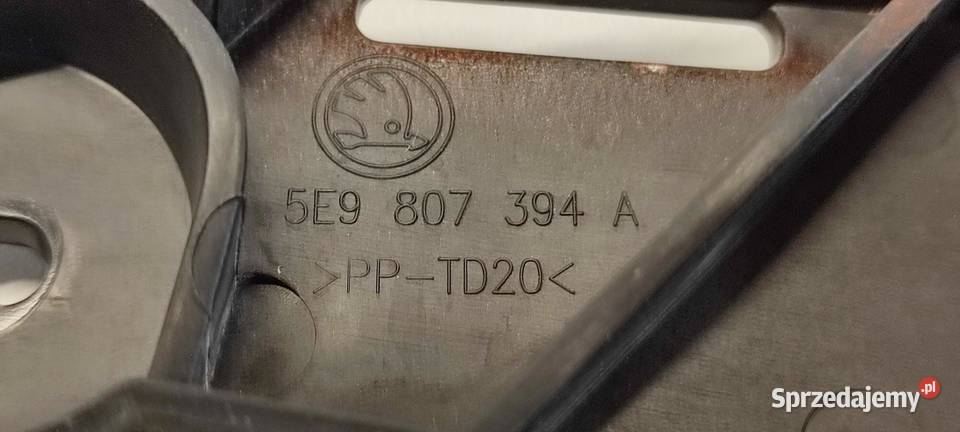 5E9 807 394 A
>PP-TD20<
Sprzedajemy.pl